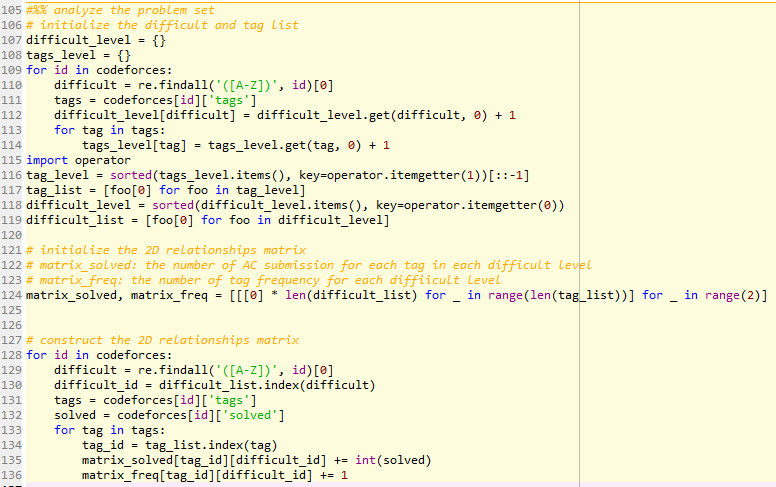 105 #%% analyze the problem set
106 # initialize the difficult and tag list
107 difficult_level = {}
108 tags_level = {}
109 for id in codeforces:
110     difficult = re.findall('([A-Z])', id)[0]
111     tags = codeforces[id]['tags']
112     difficult_level[difficult] = difficult_level.get(difficult, 0) + 1
113     for tag in tags:
114         tags_level[tag] = tags_level.get(tag, 0) + 1
115 import operator
116 tag_level = sorted(tags_level.items(), key=operator.itemgetter(1))[::-1]
117 tag_list = [foo[0] for foo in tag_level]
118 difficult_level = sorted(difficult_level.items(), key=operator.itemgetter(0))
119 difficult_list = [foo[0] for foo in difficult_level]
120
121 # initialize the 2D relationships matrix
122 # matrix_solved: the number of AC submission for each tag in each difficult level
123 # matrix_freq: the number of tag frequency for each diffiicult level
124 matrix_solved, matrix_freq = [[[0] * len(difficult_list) for _ in range(len(tag_list))] for _ in range(2)]
125
126
127 # construct the 2D relationships matrix
128 for id in codeforces:
129     difficult = re.findall('([A-Z])', id)[0]
130     difficult_id = difficult_list.index(difficult)
131     tags = codeforces[id]['tags']
132     solved = codeforces[id]['solved']
133     for tag in tags:
134         tag_id = tag_list.index(tag)
135         matrix_solved[tag_id][difficult_id] += int(solved)
136         matrix_freq[tag_id][difficult_id] += 1